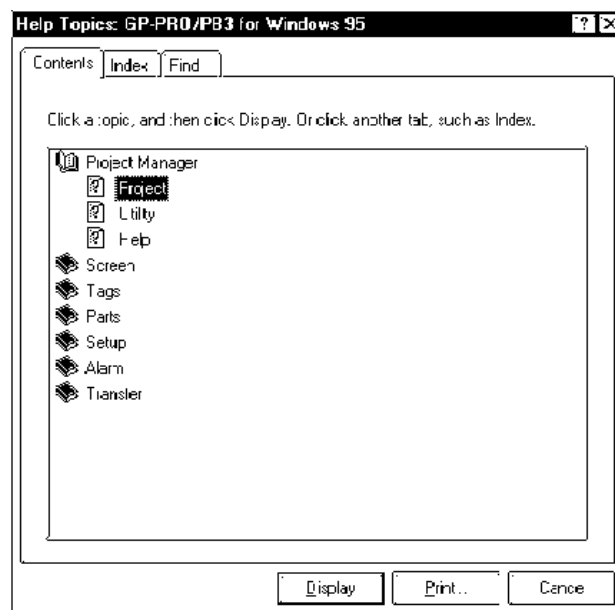 Help Topics: GP-PRO/PB3 for Windows 95
Contents Index Find
Click a topic, and then click Display. Or click another tab, such as Index.
Project Manager
Project
Utility
Help
Screen
Tags
Parts
Setup
Alarm
Transfer
Display Print... Cancel